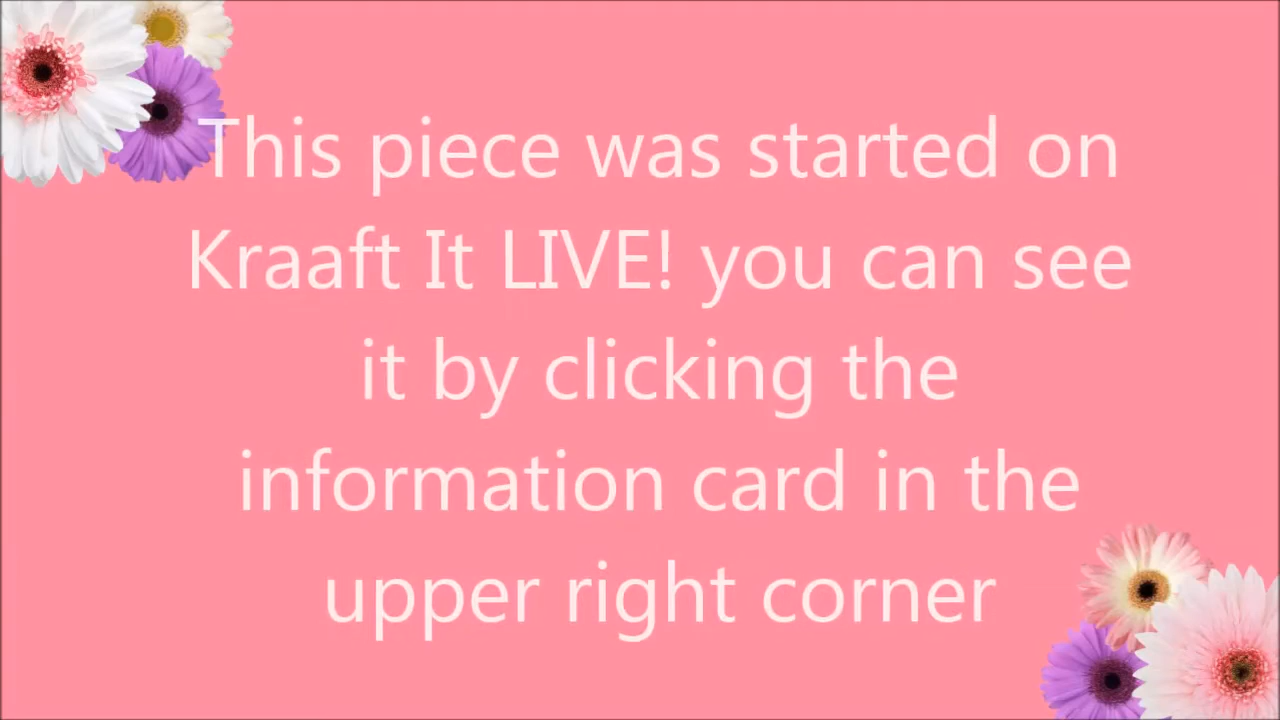 This piece was started on
Kraaft It LIVE! you can see
it by clicking the
information card in the
upper right corner